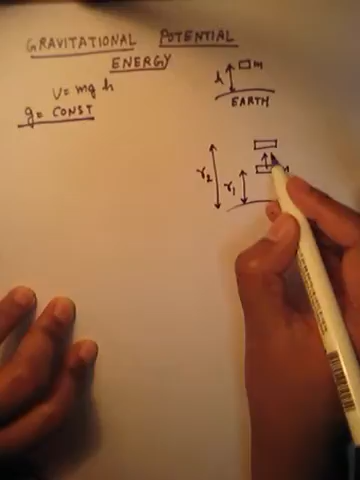 GRAVITATIONAL POTENTIAL
ENERGY
U = mg h
g = CONST
h
m
EARTH
r₂
r₁